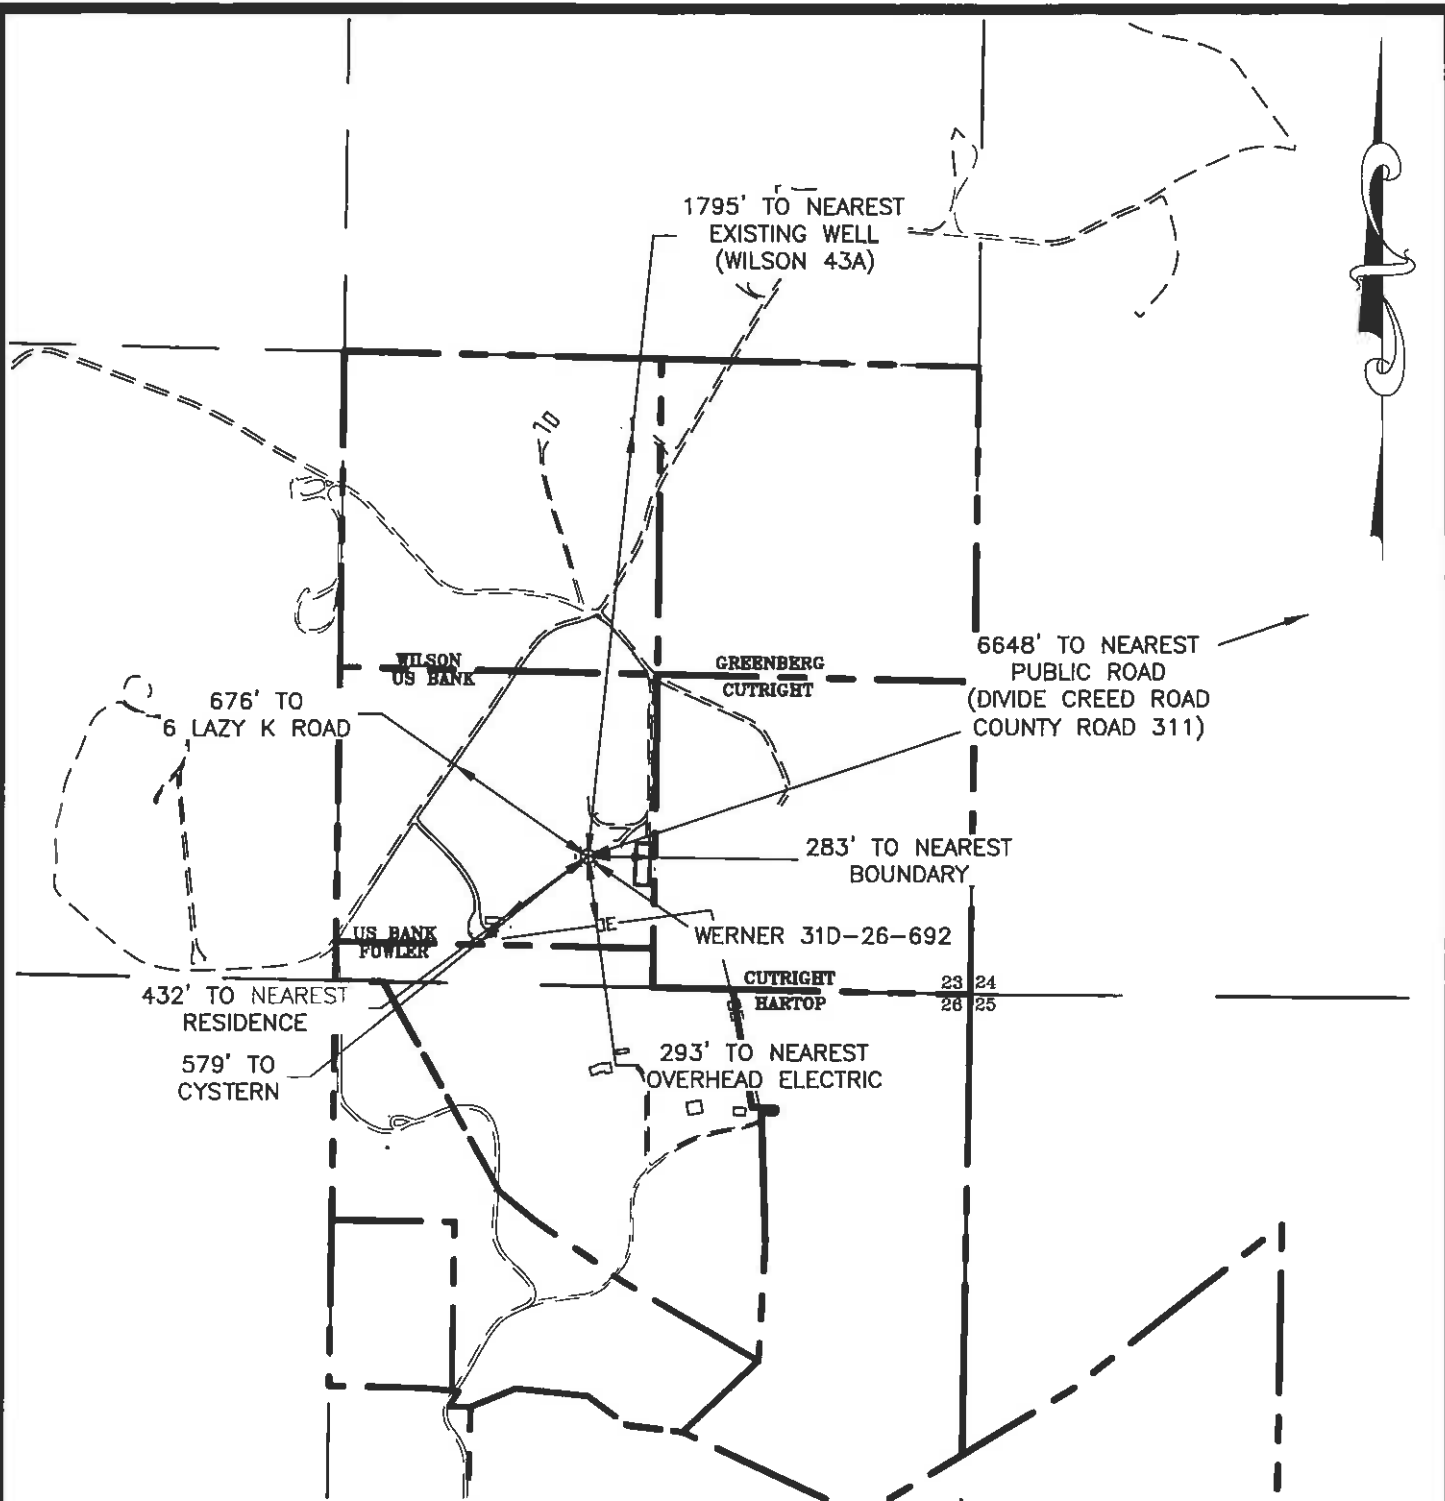 1795' TO NEAREST
EXISTING WELL
(WILSON 43A)
6648' TO NEAREST
PUBLIC ROAD
(DIVIDE CREED ROAD
COUNTY ROAD 311)
WILSON
US BANK
GREENBERG
CUTRIGHT
676' TO
6 LAZY K ROAD
283' TO NEAREST
BOUNDARY
E
WERNER 31D-26-692
US BANK
FOWLER
CUTRIGHT
HARTOP
23 24
26 25
432' TO NEAREST
RESIDENCE
579' TO
CYSTERN
293' TO NEAREST
OVERHEAD ELECTRIC